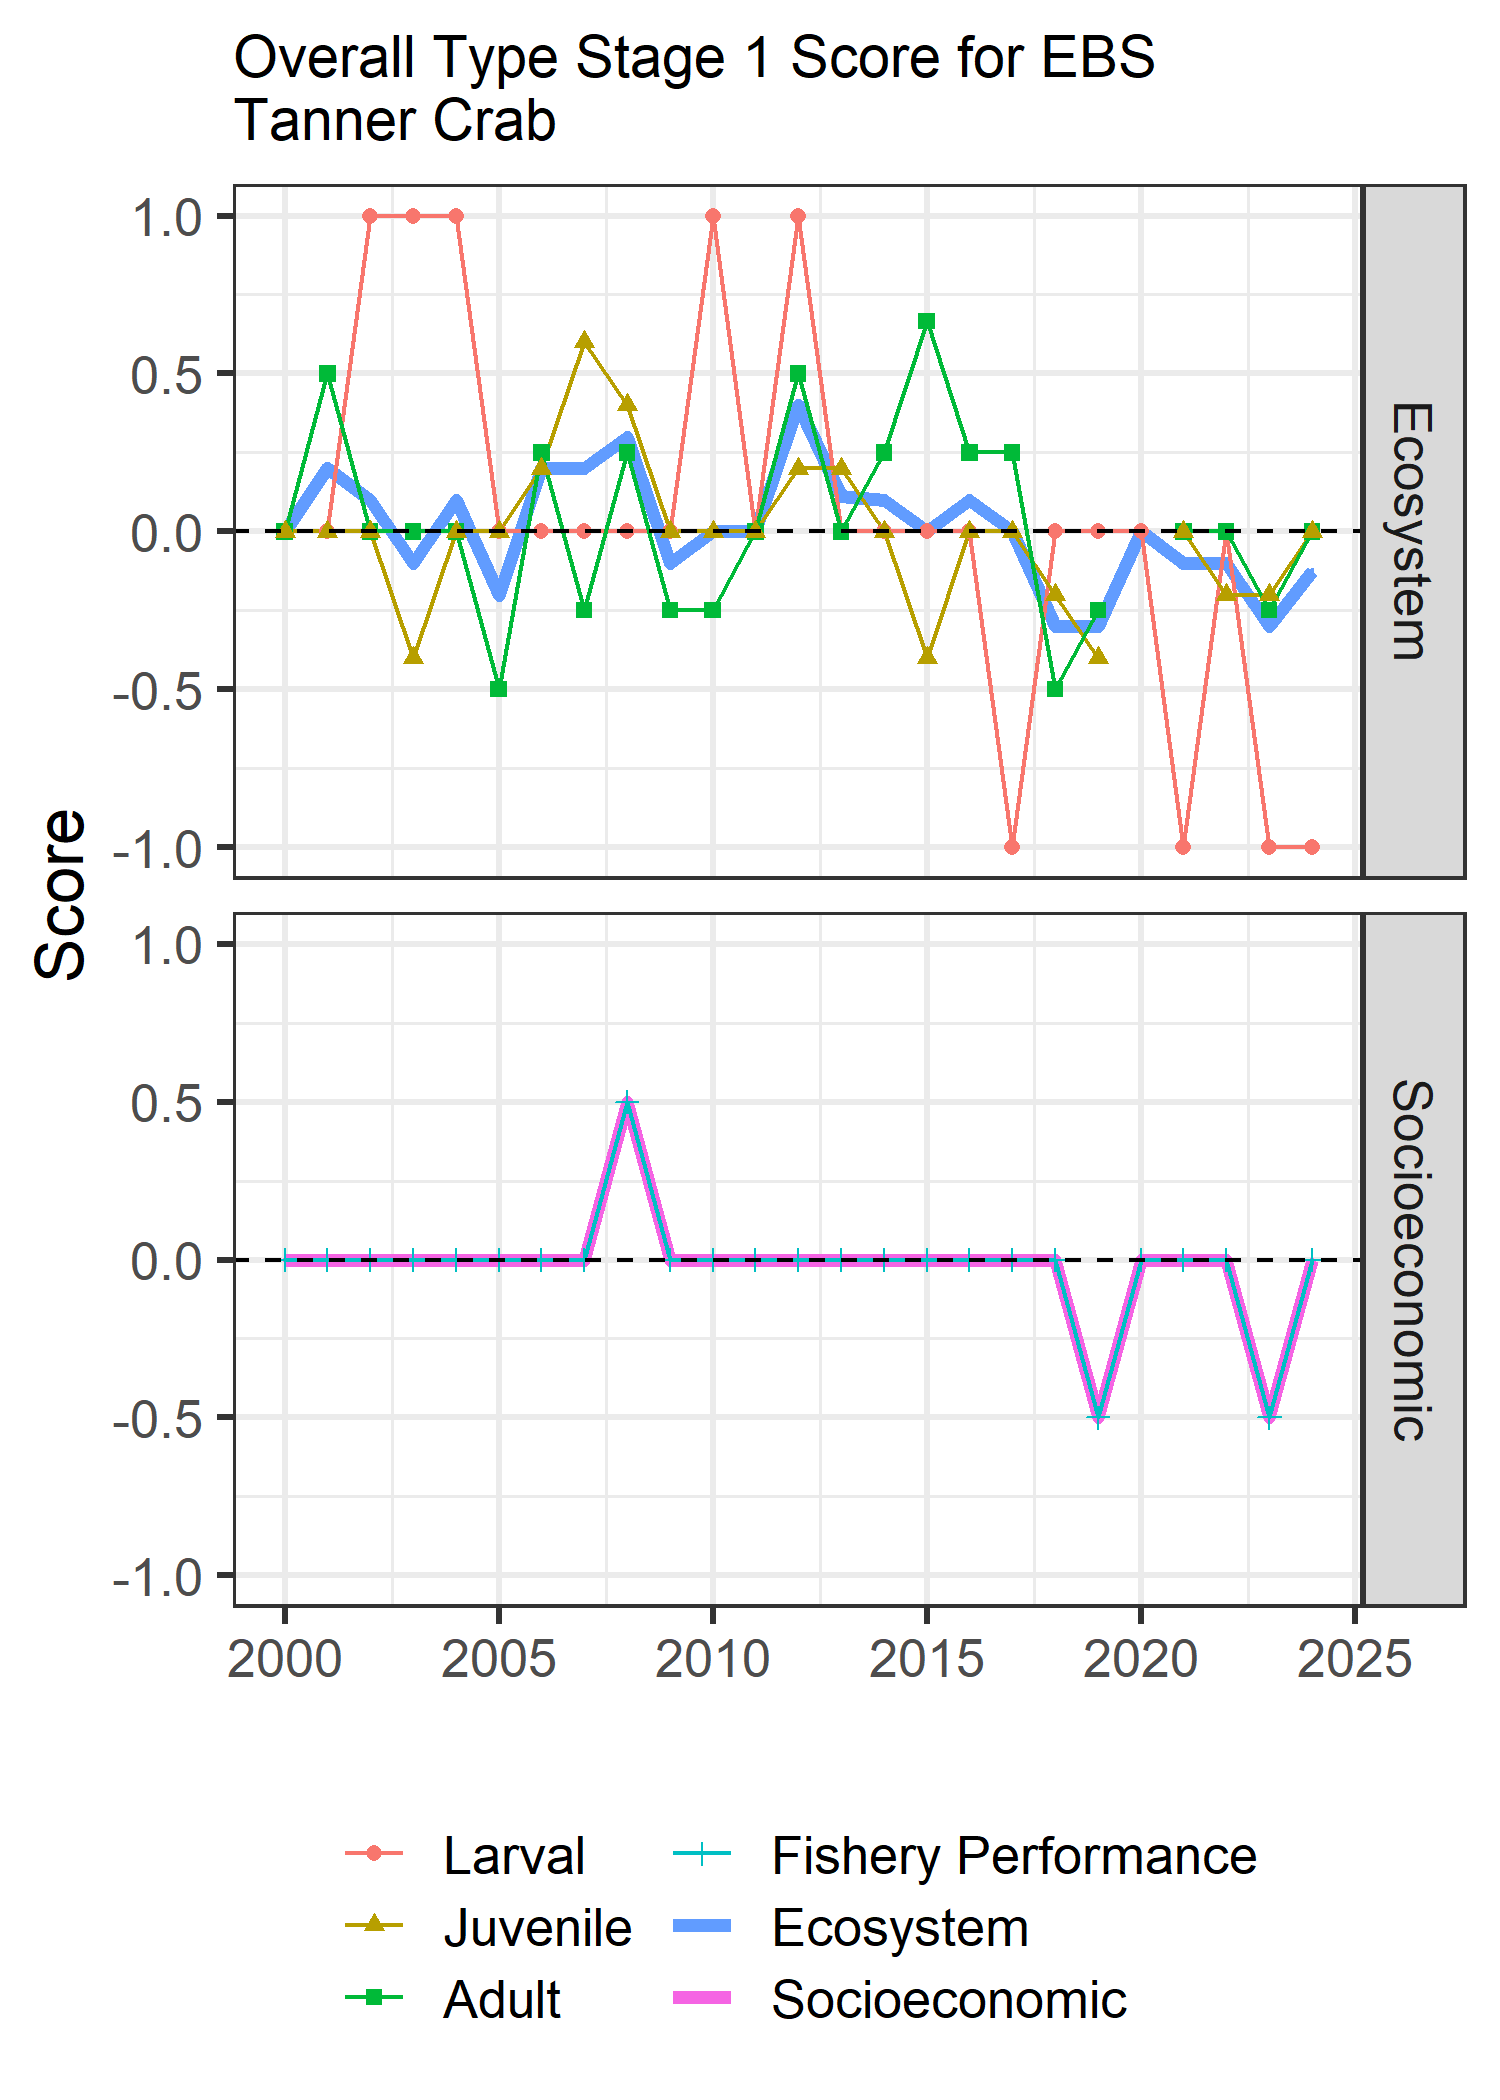 Overall Type Stage 1 Score for EBS
Tanner Crab
Score
1.0
0.5
0.0
-0.5
-1.0
Ecosystem
1.0
0.5
0.0
-0.5
-1.0
Socioeconomic
2000 2005 2010 2015 2020 2025
Larval Fishery Performance
Juvenile Ecosystem
Adult Socioeconomic